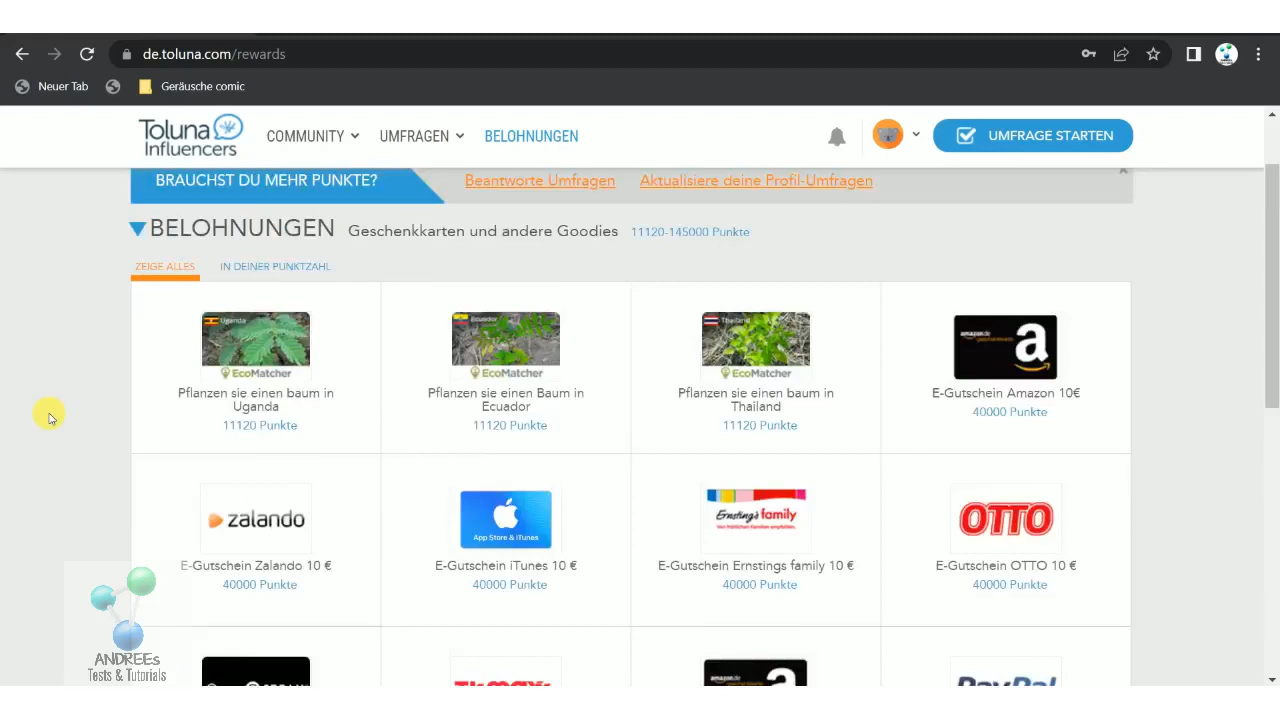 de.toluna.com/rewards
Neuer Tab
Geräusche comic
Toluna
Influencers
COMMUNITY
UMFRAGEN
BELOHNUNGEN
UMFRAGE STARTEN
BRAUCHST DU MEHR PUNKTE?
Beantworte Umfragen
Aktualisiere deine Profil-Umfragen
BELOHNUNGEN
Geschenkkarten und andere Goodies
11120-145000 Punkte
ZEIGE ALLES
IN DEINER PUNKTZAHL
Uganda
EcoMatcher
Pflanzen sie einen baum in
Uganda
11120 Punkte
Ecuador
EcoMatcher
Pflanzen sie einen Baum in
Ecuador
11120 Punkte
Thailand
EcoMatcher
Pflanzen sie einen baum in
Thailand
11120 Punkte
amazon.de
a
E-Gutschein Amazon 10€
40000 Punkte
zalando
E-Gutschein Zalando 10 €
40000 Punkte
App Store & iTunes
E-Gutschein iTunes 10 €
40000 Punkte
Ernsting's family
E-Gutschein Ernstings family 10 €
40000 Punkte
OTTO
E-Gutschein OTTO 10 €
40000 Punkte
a
PayPal
ANDREEs
Tests & Tutorials